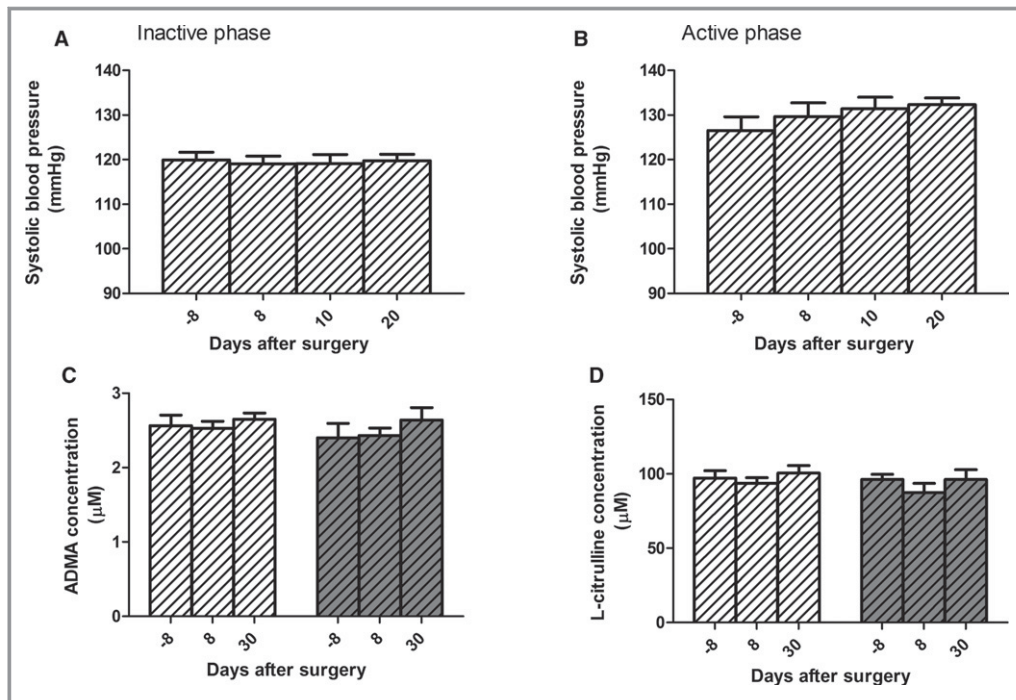 A Inactive phase
Systolic blood pressure
(mmHg)
140
130
120
110
100
90
-8 8 10 20
Days after surgery
B Active phase
Systolic blood pressure
(mmHg)
140
130
120
110
100
90
-8 8 10 20
Days after surgery
C
ADMA concentration
(μM)
3
2
1
0
-8 8 30 -8 8 30
Days after surgery
D
L-citrulline concentration
(μM)
150
100
50
0
-8 8 30 -8 8 30
Days after surgery